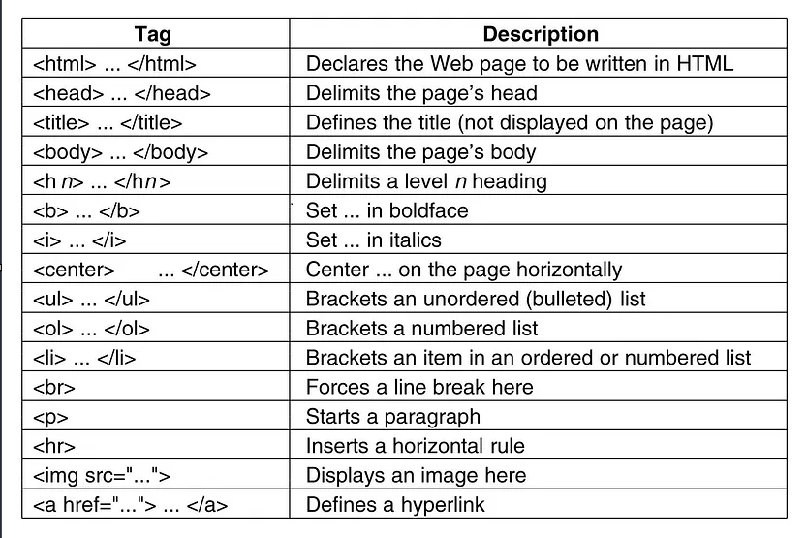 Tag Description
<html> ... </html> Declares the Web page to be written in HTML
<head> ... </head> Delimits the page's head
<title> ... </title> Defines the title (not displayed on the page)
<body> ... </body> Delimits the page's body
<h n> ... </hn> Delimits a level n heading
<b> ... </b> Set ... in boldface
<i> ... </i> Set ... in italics
<center> ... </center> Center ... on the page horizontally
<ul> ... </ul> Brackets an unordered (bulleted) list
<ol> ... </ol> Brackets a numbered list
<li> ... </li> Brackets an item in an ordered or numbered list
<br> Forces a line break here
<p> Starts a paragraph
<hr> Inserts a horizontal rule
<img src="..."> Displays an image here
<a href="..."> ... </a> Defines a hyperlink